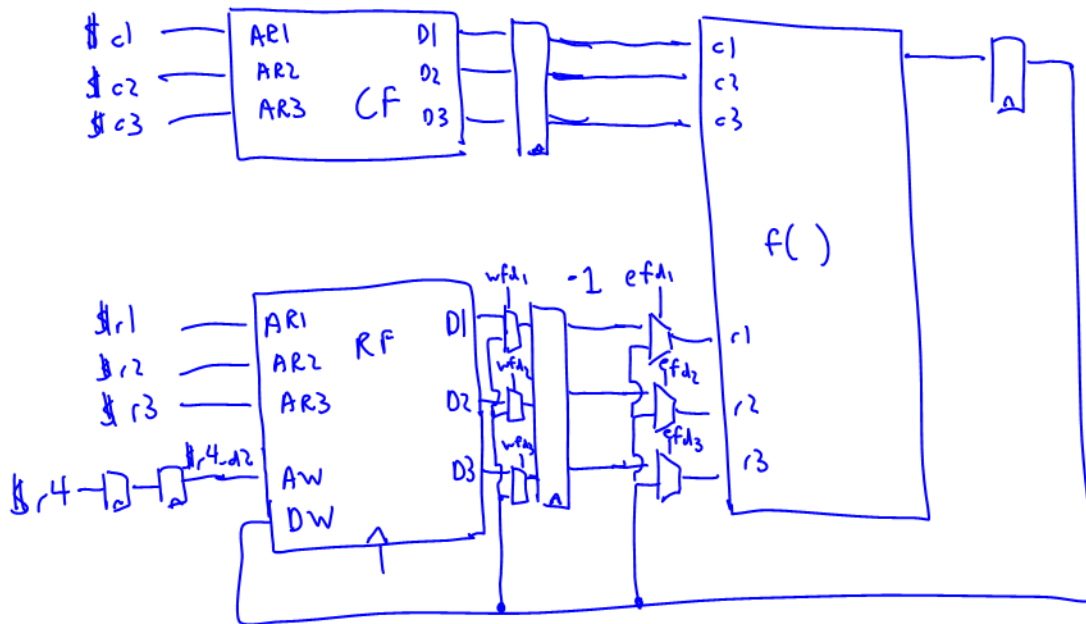 $c1
$c2
$c3
AR1
AR2
AR3
CF
D1
D2
D3
c1
c2
c3
f( )
r1
r2
r3
$r1
$r2
$r3
$r4
$r4_d2
AR1
AR2
AR3
AW
DW
RF
D1
D2
D3
wfd1
wfd2
wfd3
-1
efd1
efd2
efd3